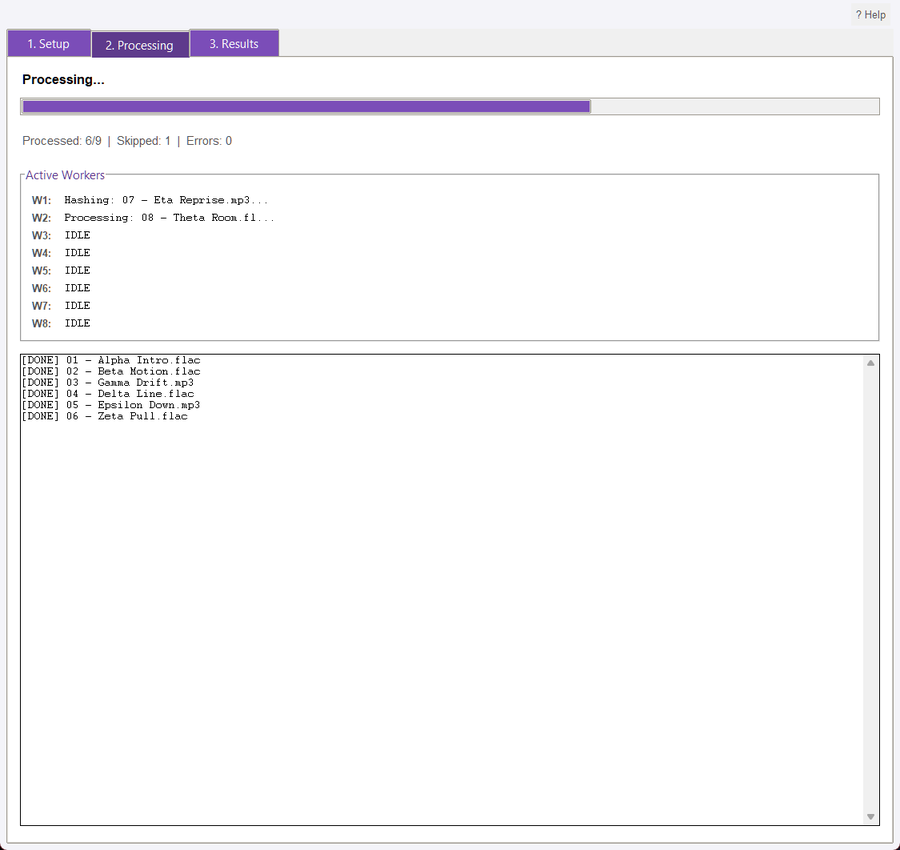 ? Help
1. Setup 2. Processing 3. Results
Processing...
Processed: 6/9 | Skipped: 1 | Errors: 0
Active Workers
W1: Hashing: 07 – Eta Reprise.mp3...
W2: Processing: 08 – Theta Room.fl...
W3: IDLE
W4: IDLE
W5: IDLE
W6: IDLE
W7: IDLE
W8: IDLE
[DONE] 01 – Alpha Intro.flac
[DONE] 02 – Beta Motion.flac
[DONE] 03 – Gamma Drift.mp3
[DONE] 04 – Delta Line.flac
[DONE] 05 – Epsilon Down.mp3
[DONE] 06 – Zeta Pull.flac